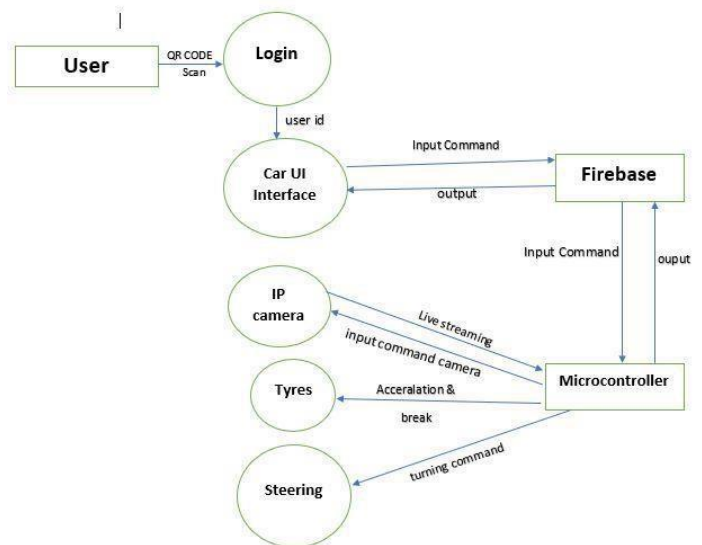 User
QR CODE
Scan
Login
user id
Car UI
Interface
Input Command
output
Firebase
Input Command
ouput
IP
camera
Live streaming
input command camera
Microcontroller
Tyres
Acceralation &
break
turning command
Steering